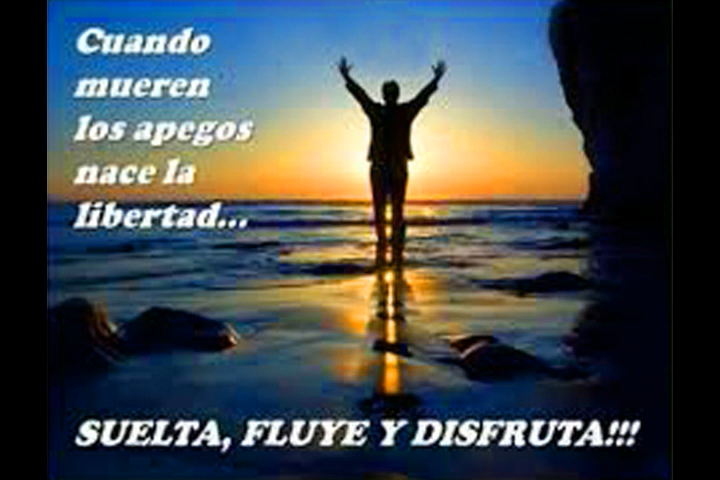 Cuando
mueren
los apegos
nace la
libertad...
SUELTA, FLUYE Y DISFRUTA!!!